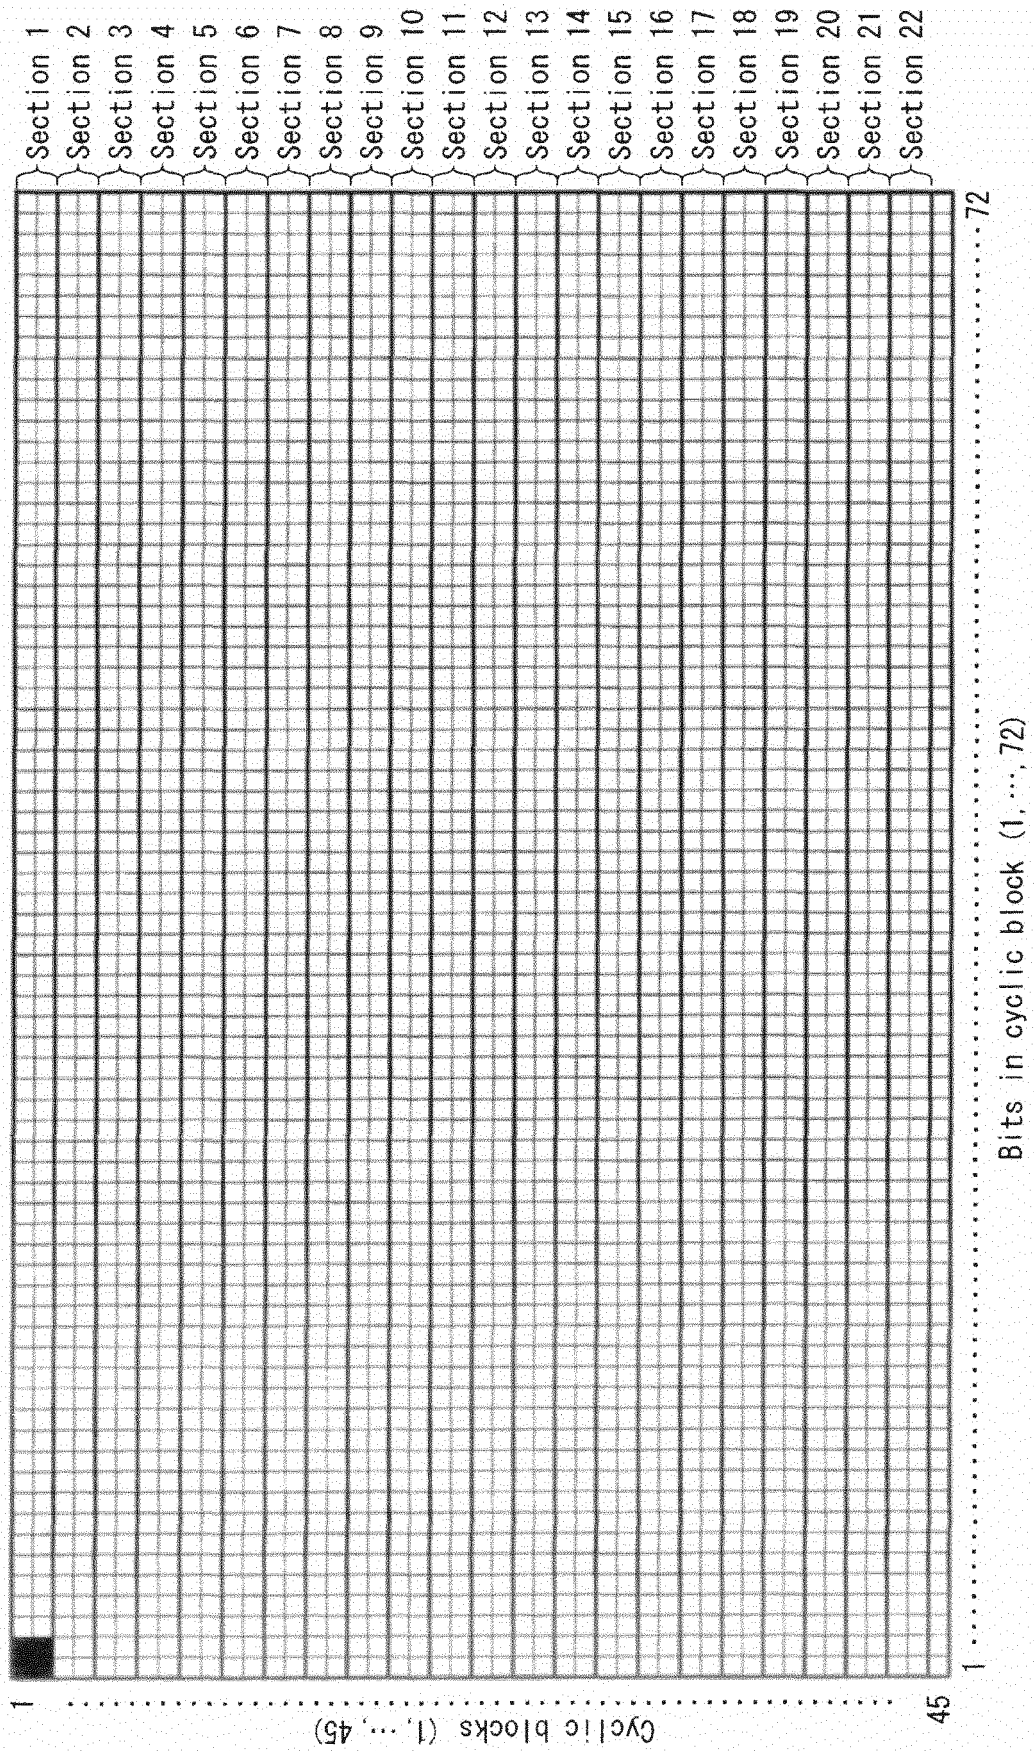 Section 1
Section 2
Section 3
Section 4
Section 5
Section 6
Section 7
Section 8
Section 9
Section 10
Section 11
Section 12
Section 13
Section 14
Section 15
Section 16
Section 17
Section 18
Section 19
Section 20
Section 21
Section 22
1
45
Cyclic blocks (1,…,45)
1
72
Bits in cyclic block (1,…,72)